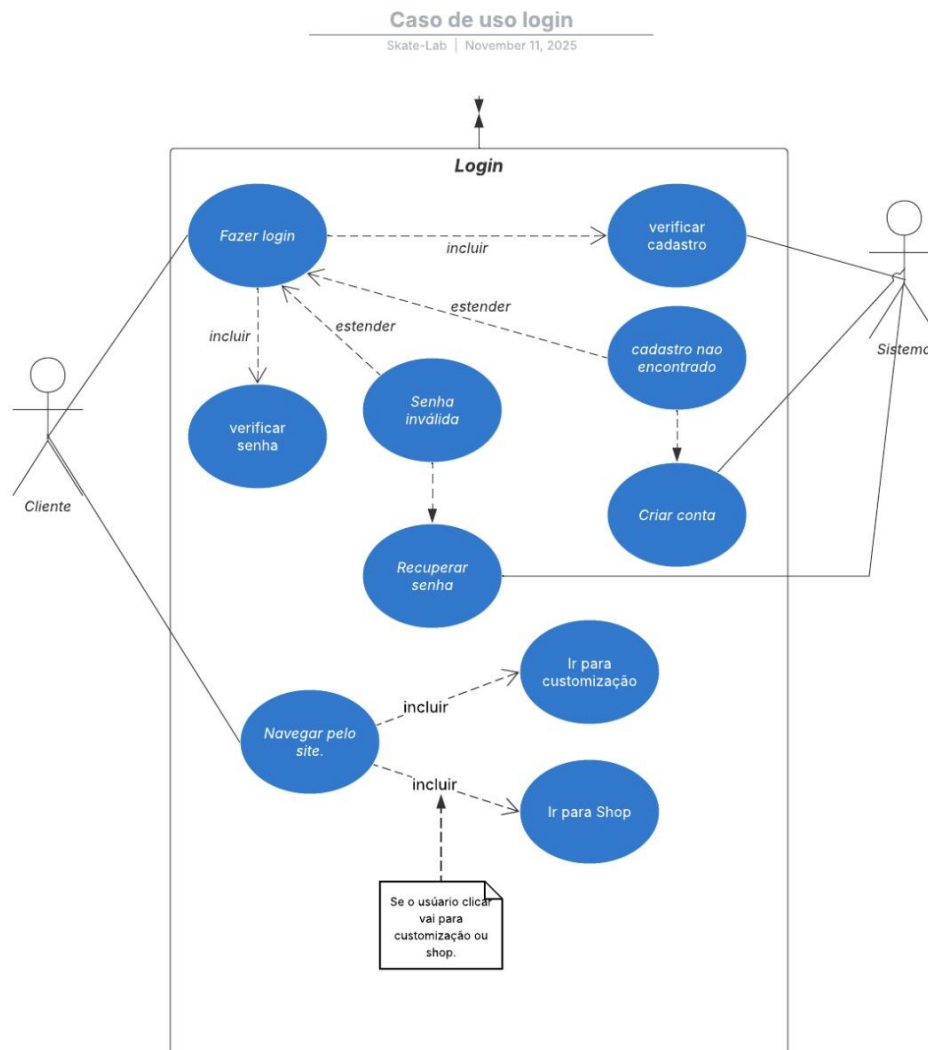 Caso de uso login
Skate-Lab | November 11, 2025
Login
Fazer login
incluir
verificar
cadastro
estender
incluir
estender
cadastro nao
encontrado
Sistema
verificar
senha
Senha
inválida
Cliente
Criar conta
Recuperar
senha
Ir para
customização
incluir
Navegar pelo
site.
incluir
Ir para Shop
Se o usúario clicar
vai para
customização ou
shop.